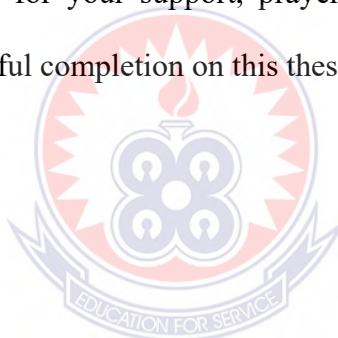 for your support, prayer
ful completion on this thes
EDUCATION FOR SERVICE